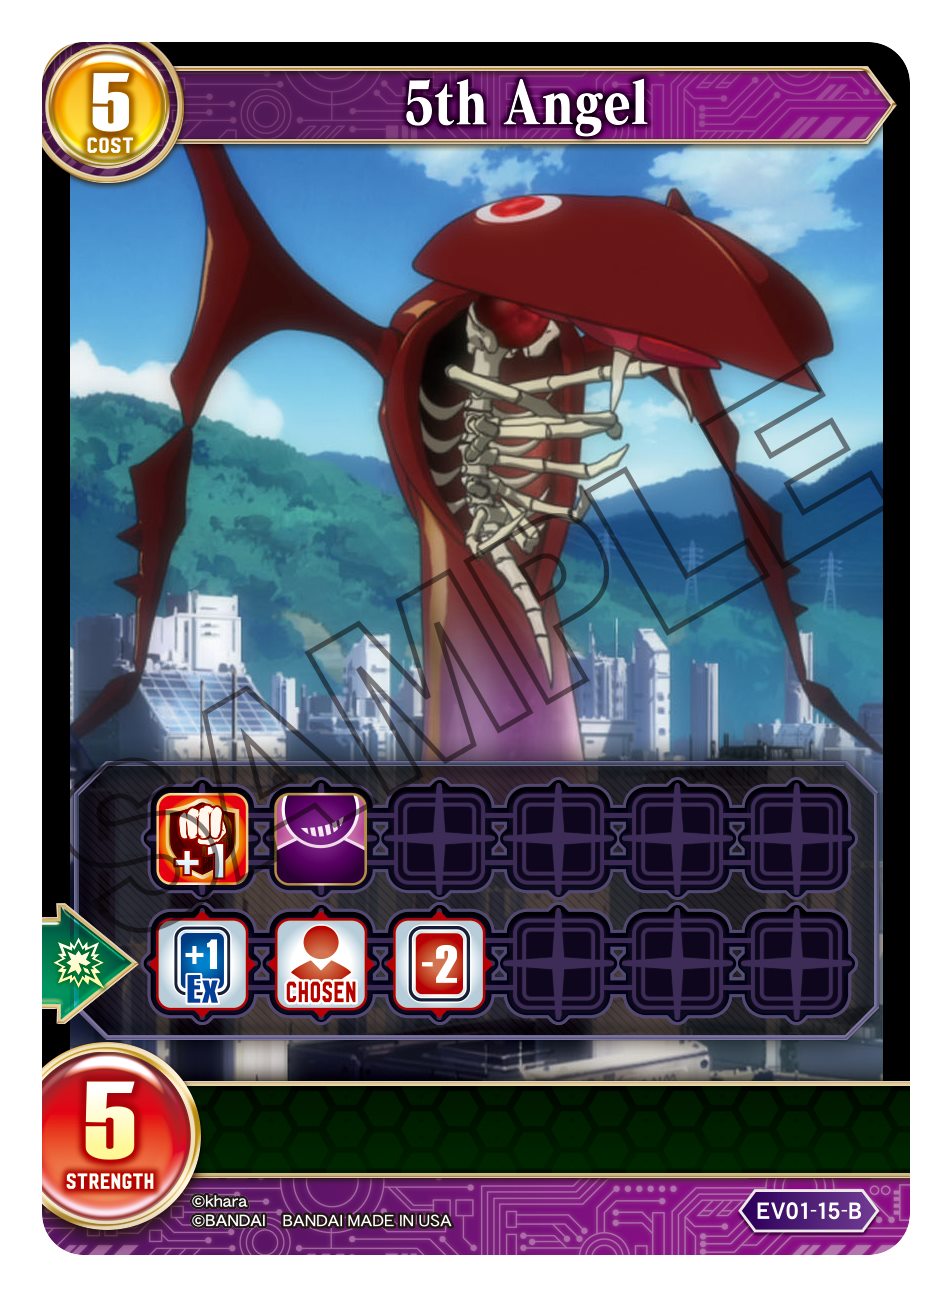 5
COST
5th Angel
SAMPLE
+1
+1
Ex
CHOSEN
-2
5
STRENGTH
©khara
©BANDAI BANDAI MADE IN USA
EV01-15-B